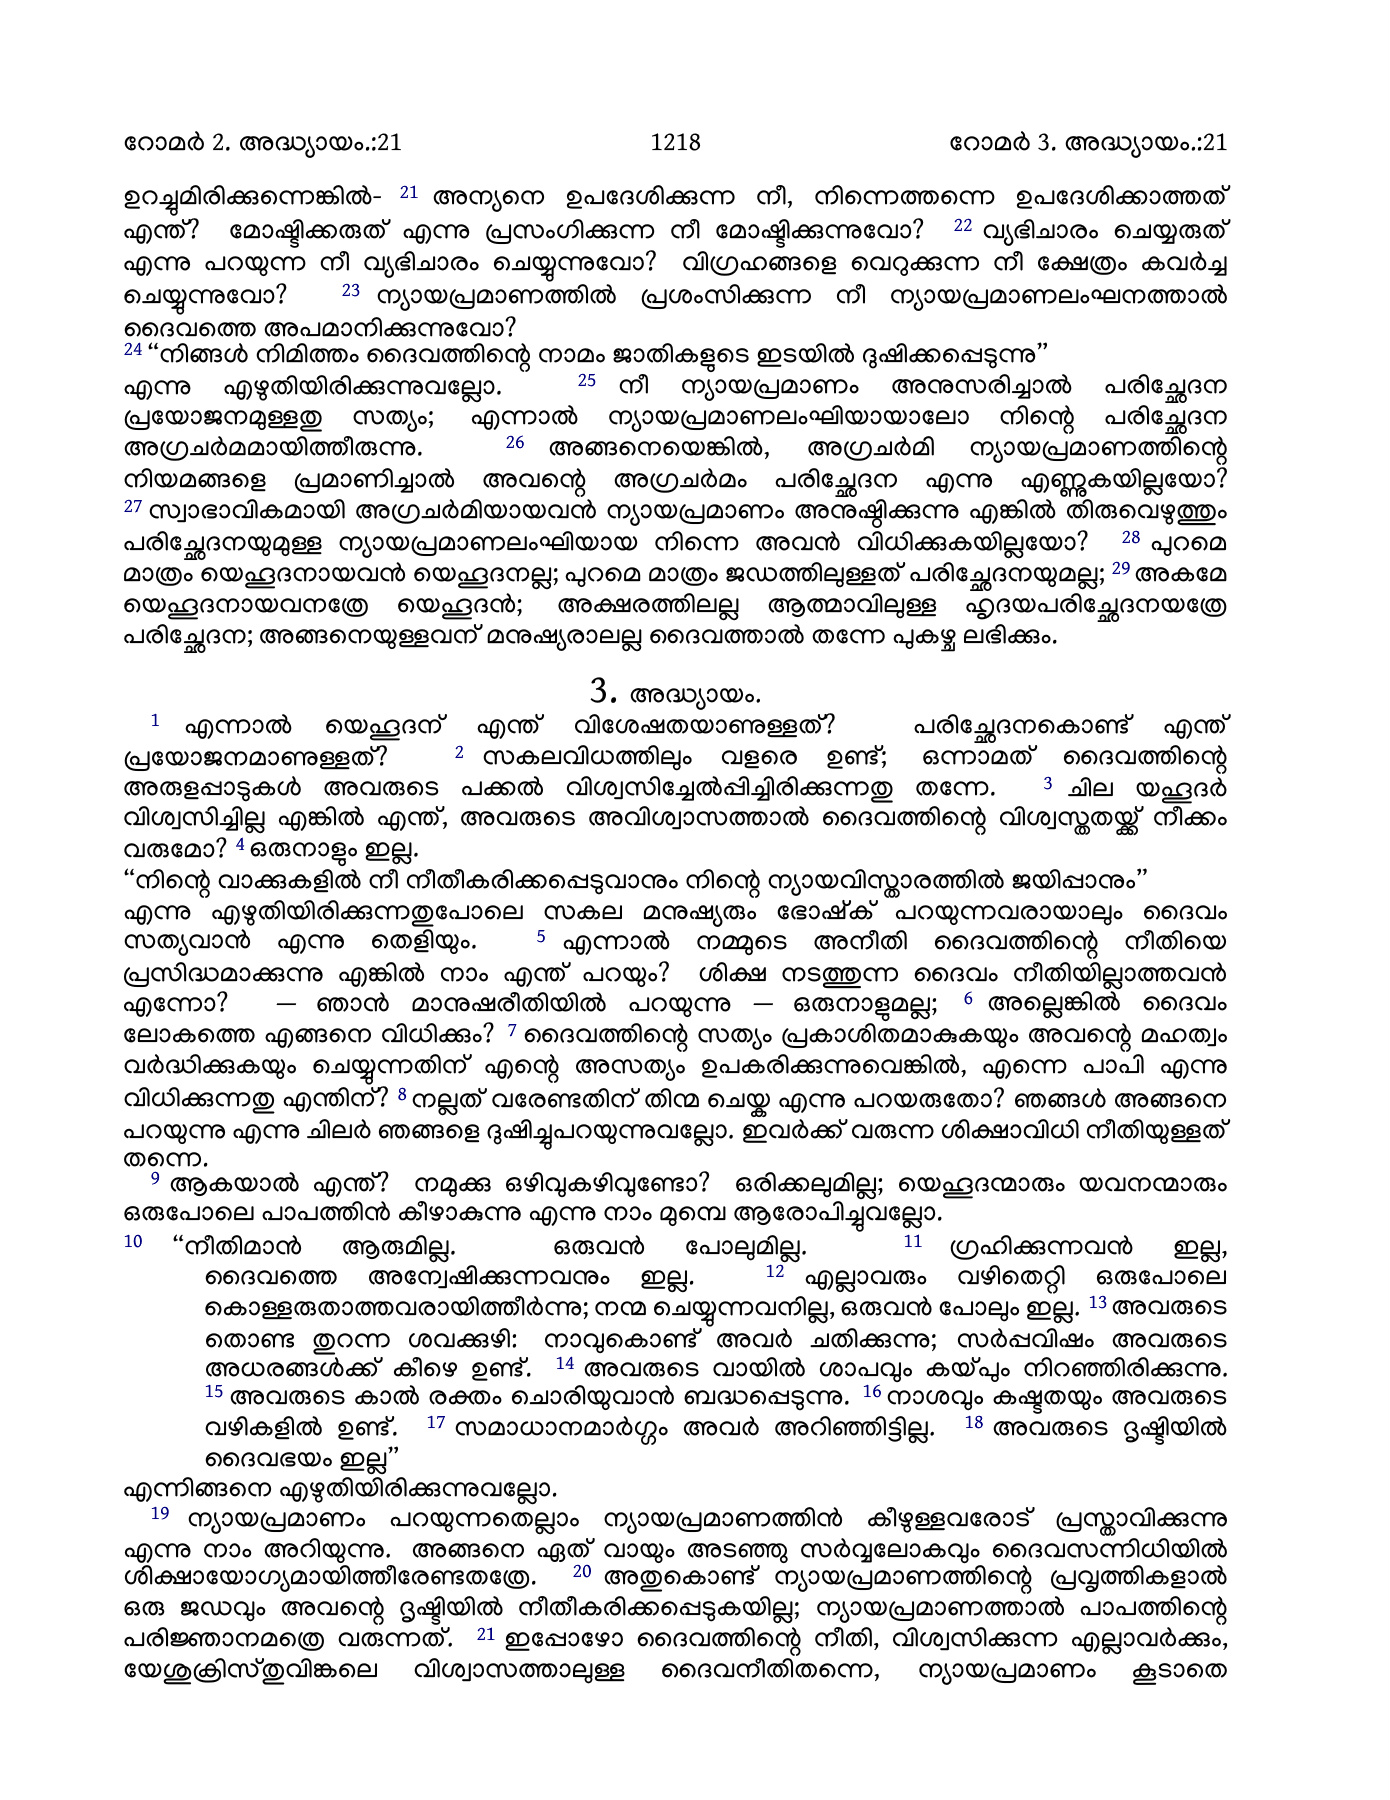 റോമർ 2. അദ്ധ്യായം.:21 1218 റോമർ 3. അദ്ധ്യായം.:21
ഉറച്ചുമിരിക്കുന്നെങ്കിൽ- 21 അന്യനെ ഉപദേശിക്കുന്ന നീ, നിന്നെത്തന്നെ ഉപദേശിക്കാത്തത്
എന്ത്? മോഷ്ടിക്കരുത് എന്നു പ്രസംഗിക്കുന്ന നീ മോഷ്ടിക്കുന്നുവോ? 22 വ്യഭിചാരം ചെയ്യരുത്
എന്നു പറയുന്ന നീ വ്യഭിചാരം ചെയ്യുന്നുവോ? വിഗ്രഹങ്ങളെ വെറുക്കുന്ന നീ ക്ഷേത്രം കവർച്ച
ചെയ്യുന്നുവോ? 23 ന്യായപ്രമാണത്തിൽ പ്രശംസിക്കുന്ന നീ ന്യായപ്രമാണലംഘനത്താൽ
ദൈവത്തെ അപമാനിക്കുന്നുവോ?
24 “നിങ്ങൾ നിമിത്തം ദൈവത്തിന്റെ നാമം ജാതികളുടെ ഇടയിൽ ദുഷിക്കപ്പെടുന്നു”
എന്നു എഴുതിയിരിക്കുന്നുവല്ലോ. 25 നീ ന്യായപ്രമാണം അനുസരിച്ചാൽ പരിച്ഛേദന
പ്രയോജനമുള്ളതു സത്യം; എന്നാൽ ന്യായപ്രമാണലംഘിയായാലോ നിന്റെ പരിച്ഛേദന
അഗ്രചർമമായിത്തീരുന്നു. 26 അങ്ങനെയെങ്കിൽ, അഗ്രചർമി ന്യായപ്രമാണത്തിന്റെ
നിയമങ്ങളെ പ്രമാണിച്ചാൽ അവന്റെ അഗ്രചർമം പരിച്ഛേദന എന്നു എണ്ണുകയില്ലയോ?
27 സ്വാഭാവികമായി അഗ്രചർമിയായവൻ ന്യായപ്രമാണം അനുഷ്ഠിക്കുന്നു എങ്കിൽ തിരുവെഴുത്തും
പരിച്ഛേദനയുമുള്ള ന്യായപ്രമാണലംഘിയായ നിന്നെ അവൻ വിധിക്കുകയില്ലയോ? 28 പുറമെ
മാത്രം യെഹൂദനായവൻ യെഹൂദനല്ല; പുറമെ മാത്രം ജഡത്തിലുള്ളത് പരിച്ഛേദനയുമല്ല; 29 അകമേ
യെഹൂദനായവനത്രേ യെഹൂദൻ; അക്ഷരത്തിലല്ല ആത്മാവിലുള്ള ഹൃദയപരിച്ഛേദനയത്രേ
പരിച്ഛേദന; അങ്ങനെയുള്ളവന് മനുഷ്യരാലല്ല ദൈവത്താൽ തന്നേ പുകഴ്ച ലഭിക്കും.
3. അദ്ധ്യായം.
1 എന്നാൽ യെഹൂദന് എന്ത് വിശേഷതയാണുള്ളത്? പരിച്ഛേദനകൊണ്ട് എന്ത്
പ്രയോജനമാണുള്ളത്? 2 സകലവിധത്തിലും വളരെ ഉണ്ട്; ഒന്നാമത് ദൈവത്തിന്റെ
അരുളപ്പാടുകൾ അവരുടെ പക്കൽ വിശ്വസിച്ചേൽപ്പിച്ചിരിക്കുന്നതു തന്നേ. 3 ചില യഹൂദർ
വിശ്വസിച്ചില്ല എങ്കിൽ എന്ത്, അവരുടെ അവിശ്വാസത്താൽ ദൈവത്തിന്റെ വിശ്വസ്തതയ്ക്ക് നീക്കം
വരുമോ? 4 ഒരുനാളും ഇല്ല.
“നിന്റെ വാക്കുകളിൽ നീ നീതീകരിക്കപ്പെടുവാനും നിന്റെ ന്യായവിസ്താരത്തിൽ ജയിപ്പാനും”
എന്നു എഴുതിയിരിക്കുന്നതുപോലെ സകല മനുഷ്യരും ഭോഷ്ക് പറയുന്നവരായാലും ദൈവം
സത്യവാൻ എന്നു തെളിയും. 5 എന്നാൽ നമ്മുടെ അനീതി ദൈവത്തിന്റെ നീതിയെ
പ്രസിദ്ധമാക്കുന്നു എങ്കിൽ നാം എന്ത് പറയും? ശിക്ഷ നടത്തുന്ന ദൈവം നീതിയില്ലാത്തവൻ
എന്നോ? — ഞാൻ മാനുഷരീതിയിൽ പറയുന്നു — ഒരുനാളുമല്ല; 6 അല്ലെങ്കിൽ ദൈവം
ലോകത്തെ എങ്ങനെ വിധിക്കും? 7 ദൈവത്തിന്റെ സത്യം പ്രകാശിതമാകുകയും അവന്റെ മഹത്വം
വർദ്ധിക്കുകയും ചെയ്യുന്നതിന് എന്റെ അസത്യം ഉപകരിക്കുന്നുവെങ്കിൽ, എന്നെ പാപി എന്നു
വിധിക്കുന്നതു എന്തിന്? 8 നല്ലത് വരേണ്ടതിന് തിന്മ ചെയ്ക എന്നു പറയരുതോ? ഞങ്ങൾ അങ്ങനെ
പറയുന്നു എന്നു ചിലർ ഞങ്ങളെ ദുഷിച്ചുപറയുന്നുവല്ലോ. ഇവർക്ക് വരുന്ന ശിക്ഷാവിധി നീതിയുള്ളത്
തന്നെ.
9 ആകയാൽ എന്ത്? നമുക്കു ഒഴിവുകഴിവുണ്ടോ? ഒരിക്കലുമില്ല; യെഹൂദന്മാരും യവനന്മാരും
ഒരുപോലെ പാപത്തിൻ കീഴാകുന്നു എന്നു നാം മുമ്പെ ആരോപിച്ചുവല്ലോ.
10 “നീതിമാൻ ആരുമില്ല. ഒരുവൻ പോലുമില്ല. 11 ഗ്രഹിക്കുന്നവൻ ഇല്ല,
ദൈവത്തെ അന്വേഷിക്കുന്നവനും ഇല്ല. 12 എല്ലാവരും വഴിതെറ്റി ഒരുപോലെ
കൊള്ളരുതാത്തവരായിത്തീർന്നു; നന്മ ചെയ്യുന്നവനില്ല, ഒരുവൻ പോലും ഇല്ല. 13 അവരുടെ
തൊണ്ട തുറന്ന ശവക്കുഴി: നാവുകൊണ്ട് അവർ ചതിക്കുന്നു; സർപ്പവിഷം അവരുടെ
അധരങ്ങൾക്ക് കീഴെ ഉണ്ട്. 14 അവരുടെ വായിൽ ശാപവും കയ്പും നിറഞ്ഞിരിക്കുന്നു.
15 അവരുടെ കാൽ രക്തം ചൊരിയുവാൻ ബദ്ധപ്പെടുന്നു. 16 നാശവും കഷ്ടതയും അവരുടെ
വഴികളിൽ ഉണ്ട്. 17 സമാധാനമാർഗ്ഗം അവർ അറിഞ്ഞിട്ടില്ല. 18 അവരുടെ ദൃഷ്ടിയിൽ
ദൈവഭയം ഇല്ല”
എന്നിങ്ങനെ എഴുതിയിരിക്കുന്നുവല്ലോ.
19 ന്യായപ്രമാണം പറയുന്നതെല്ലാം ന്യായപ്രമാണത്തിൻ കീഴുള്ളവരോട് പ്രസ്താവിക്കുന്നു
എന്നു നാം അറിയുന്നു. അങ്ങനെ ഏത് വായും അടഞ്ഞു സർവ്വലോകവും ദൈവസന്നിധിയിൽ
ശിക്ഷായോഗ്യമായിത്തീരേണ്ടതത്രേ. 20 അതുകൊണ്ട് ന്യായപ്രമാണത്തിന്റെ പ്രവൃത്തികളാൽ
ഒരു ജഡവും അവന്റെ ദൃഷ്ടിയിൽ നീതീകരിക്കപ്പെടുകയില്ല; ന്യായപ്രമാണത്താൽ പാപത്തിന്റെ
പരിജ്ഞാനമത്രെ വരുന്നത്. 21 ഇപ്പോഴോ ദൈവത്തിന്റെ നീതി, വിശ്വസിക്കുന്ന എല്ലാവർക്കും,
യേശുക്രിസ്തുവിങ്കലെ വിശ്വാസത്താലുള്ള ദൈവനീതിതന്നെ, ന്യായപ്രമാണം കൂടാതെ